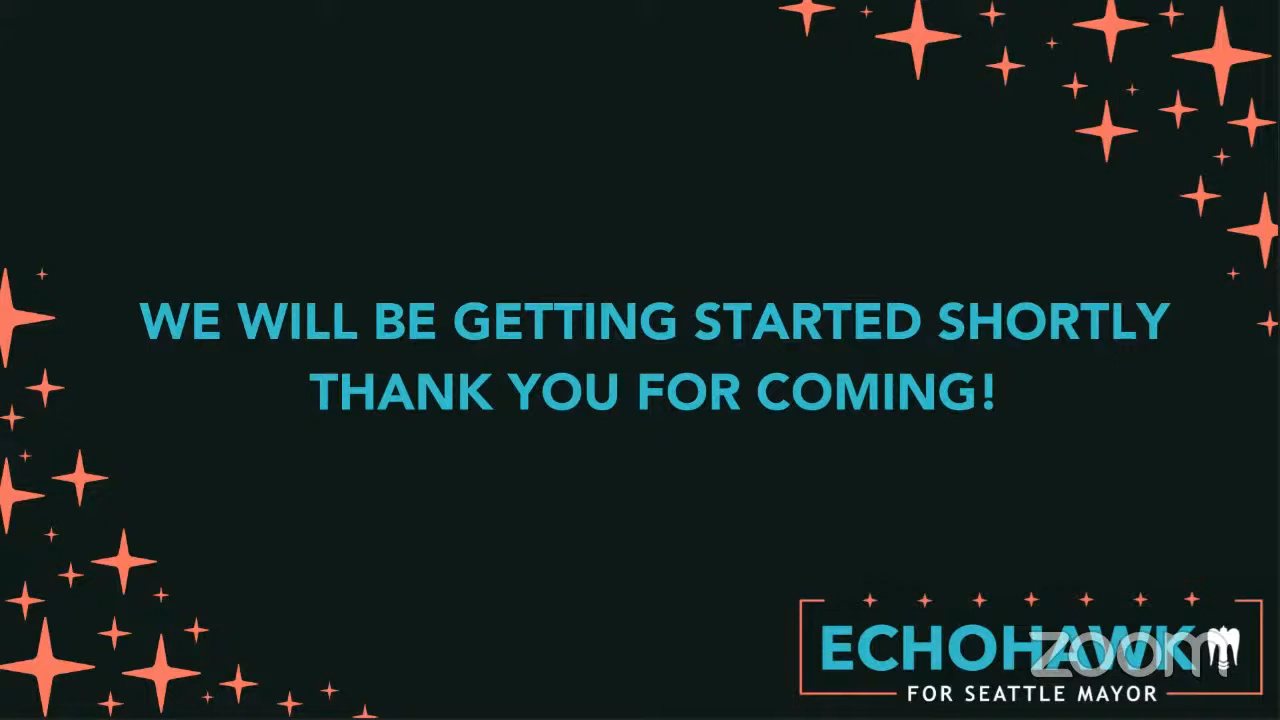 WE WILL BE GETTING STARTED SHORTLY
THANK YOU FOR COMING!
ECHOHAWK
zoom
FOR SEATTLE MAYOR